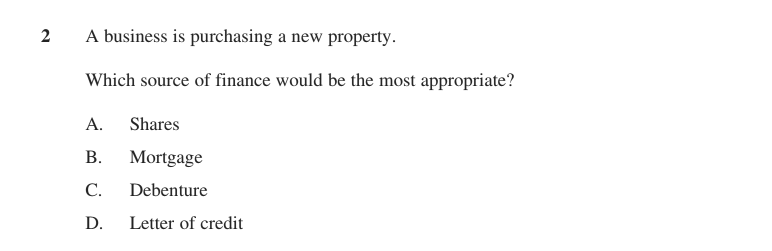 2 A business is purchasing a new property.
Which source of finance would be the most appropriate?
A. Shares
B. Mortgage
C. Debenture
D. Letter of credit